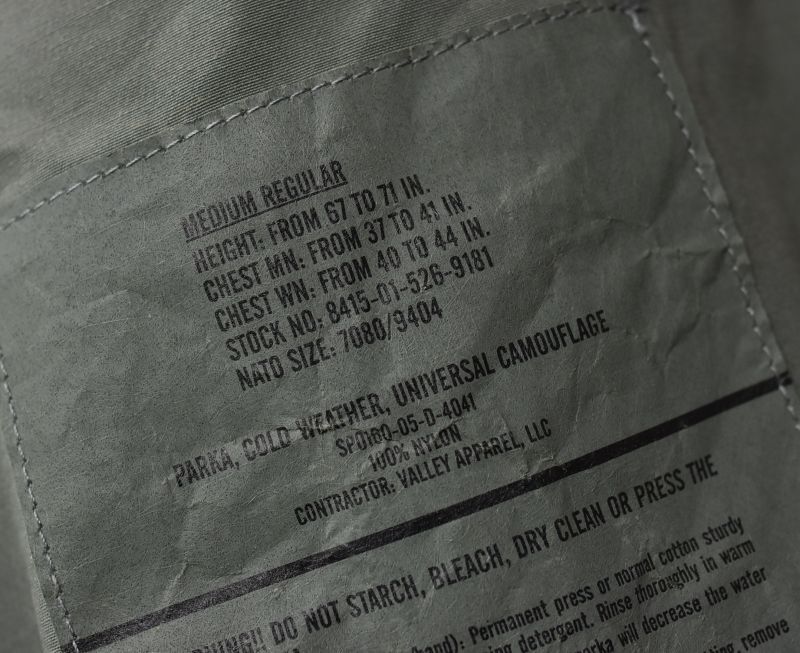 MEDIUM REGULAR
HEIGHT: FROM 67 TO 71 IN.
CHEST MN: FROM 37 TO 41 IN.
CHEST WN: FROM 40 TO 44 IN.
STOCK NO: 8415-01-526-9181
NATO SIZE: 7080/9404
PARKA, COLD WEATHER, UNIVERSAL CAMOUFLAGE
SPO100-05-D-4041
100% NYLON
CONTRACTOR: VALLEY APPAREL, LLC
DO NOT STARCH, BLEACH, DRY CLEAN OR PRESS THE
Permanent press or normal cotton sturdy
detergent. Rinse thoroughly in warm
will decrease the water
remove